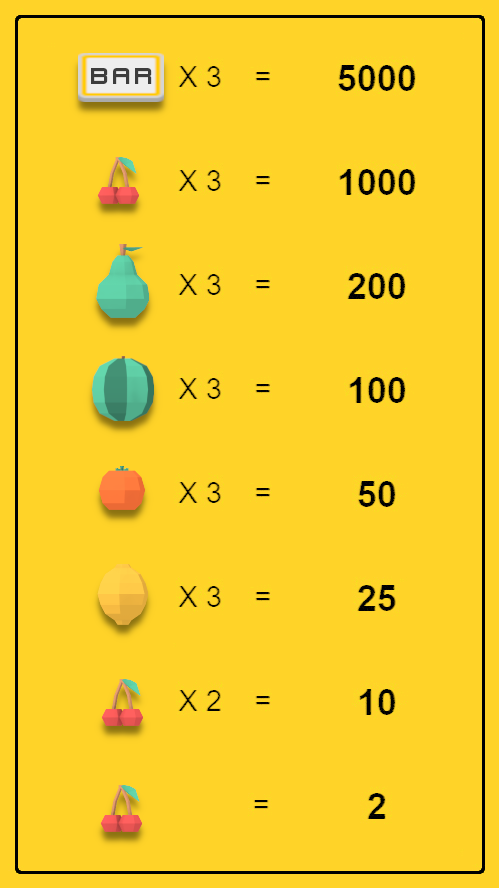 BAR X 3 = 5000
X 3 = 1000
X 3 = 200
X 3 = 100
X 3 = 50
X 3 = 25
X 2 = 10
= 2